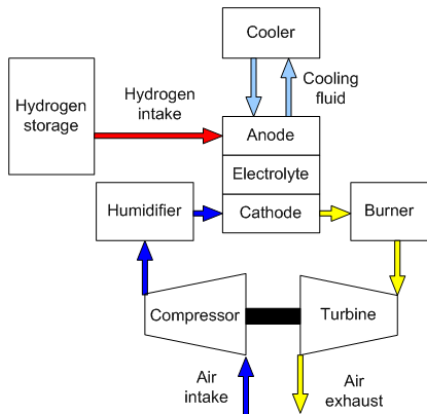 Cooler
Cooling
fluid
Hydrogen
storage
Hydrogen
intake
Anode
Electrolyte
Cathode
Humidifier
Burner
Compressor
Turbine
Air
intake
Air
exhaust